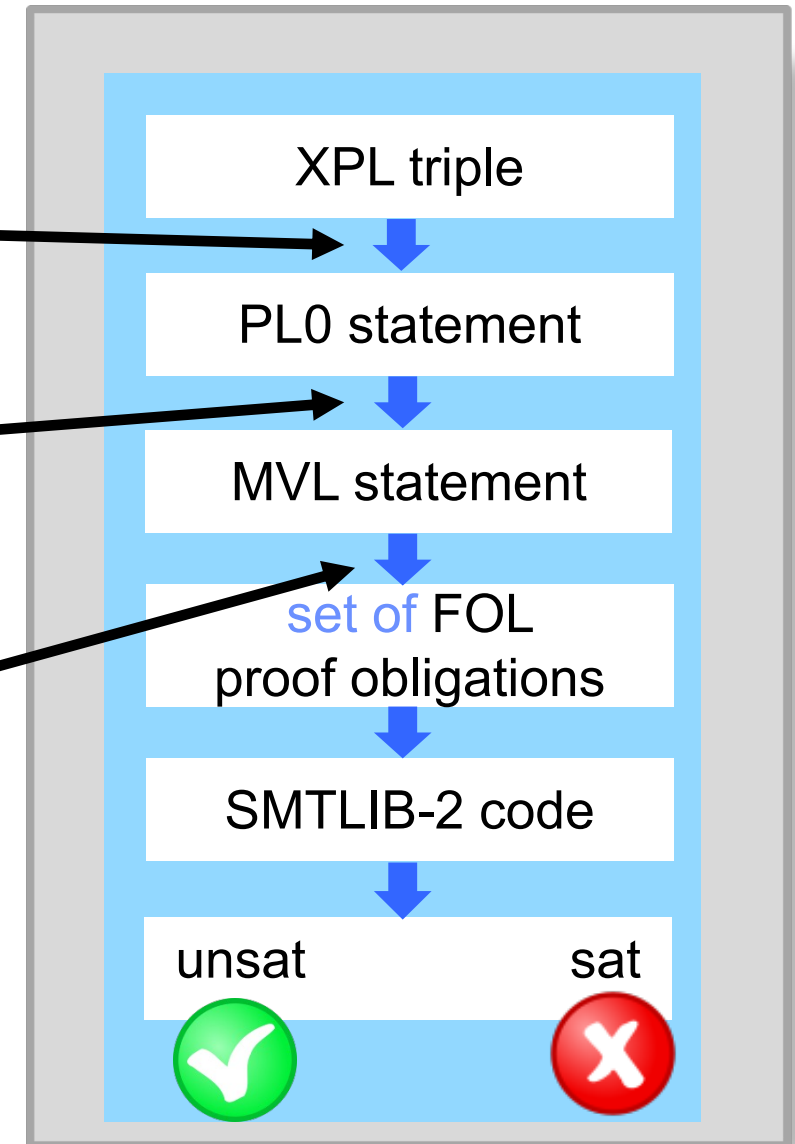 XPL triple
PL0 statement
MVL statement
set of FOL
proof obligations
SMTLIB-2 code
unsat sat